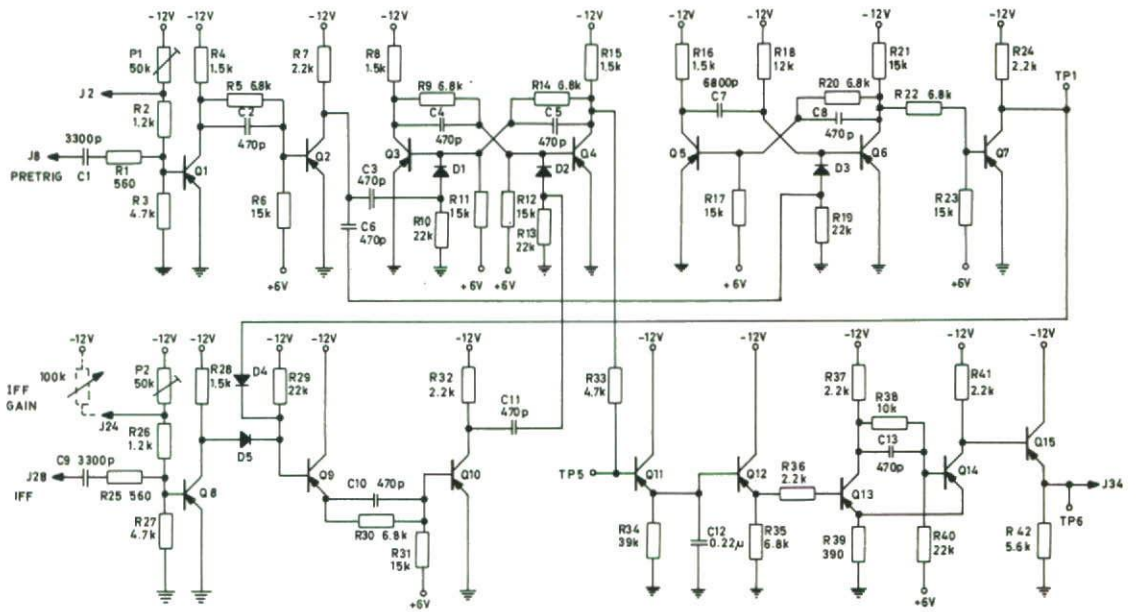 -12V -12V -12V -12V -12V -12V -12V -12V -12V
P1 50k
R4 1.5k
R7 2.2k
R8 1.5k
R15 1.5k
R16 1.5k
R18 12k
R21 15k
R24 2.2k
TP1
J2
R5 6.8k
C2 470p
R9 6.8k
C4 470p
R14 6.8k
C5 470p
6800p C7
R20 6.8k
C8 470p
R22 6.8k
R2 1.2k
J8 PRETRIG
3300p C1
R1 560
R3 4.7k
Q1
Q2
Q3
D1
D2
Q4
Q5
D3
Q6
Q7
R6 15k
C3 470p
C6 470p
R10 22k
R11 15k
R12 15k
R13 22k
R17 15k
R19 22k
R23 15k
+6V +6V +6V +6V +6V
-12V -12V -12V -12V -12V -12V -12V -12V -12V -12V
100k
IFF GAIN
P2 50k
R28 1.5k
D4
R29 22k
R32 2.2k
C11 470p
R33 4.7k
R37 2.2k
R38 10k
R41 2.2k
J24
R26 1.2k
D5
C13 470p
Q15
C9 3300p
J28 IFF
R25 560
Q8
Q9
Q10
TP5
Q11
Q12
R36 2.2k
Q13
Q14
J34
TP6
R27 4.7k
C10 470p
R30 6.8k
R31 15k
R34 39k
C12 0.22μ
R35 6.8k
R39 390
R40 22k
R42 5.6k
+6V +6V